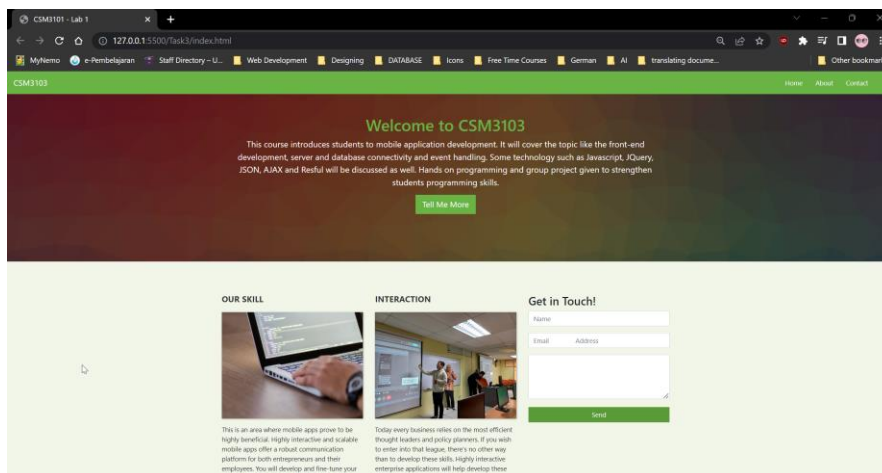 CSM3101 - Lab 1
127.0.0.1:5500/Task3/index.html
MyNemo e-Pembelajaran Staff Directory – U... Web Development Designing DATABASE Icons Free Time Courses German AI translating docume... Other bookmar
CSM3103 Home About Contact
Welcome to CSM3103
This course introduces students to mobile application development. It will cover the topic like the front-end
development, server and database connectivity and event handling. Some technology such as Javascript, JQuery,
JSON, AJAX and Resful will be discussed as well. Hands on programming and group project given to strengthen
students programming skills.
Tell Me More
OUR SKILL
This is an area where mobile apps prove to be
highly beneficial. Highly interactive and scalable
mobile apps offer a robust communication
platform for both entrepreneurs and their
employees. You will develop and fine-tune your
INTERACTION
Today every business relies on the most efficient
thought leaders and policy planners. If you wish
to enter into that league, there's no other way
than to develop these skills. Highly interactive
enterprise applications will help develop these
Get in Touch!
Name
Email Address
Send